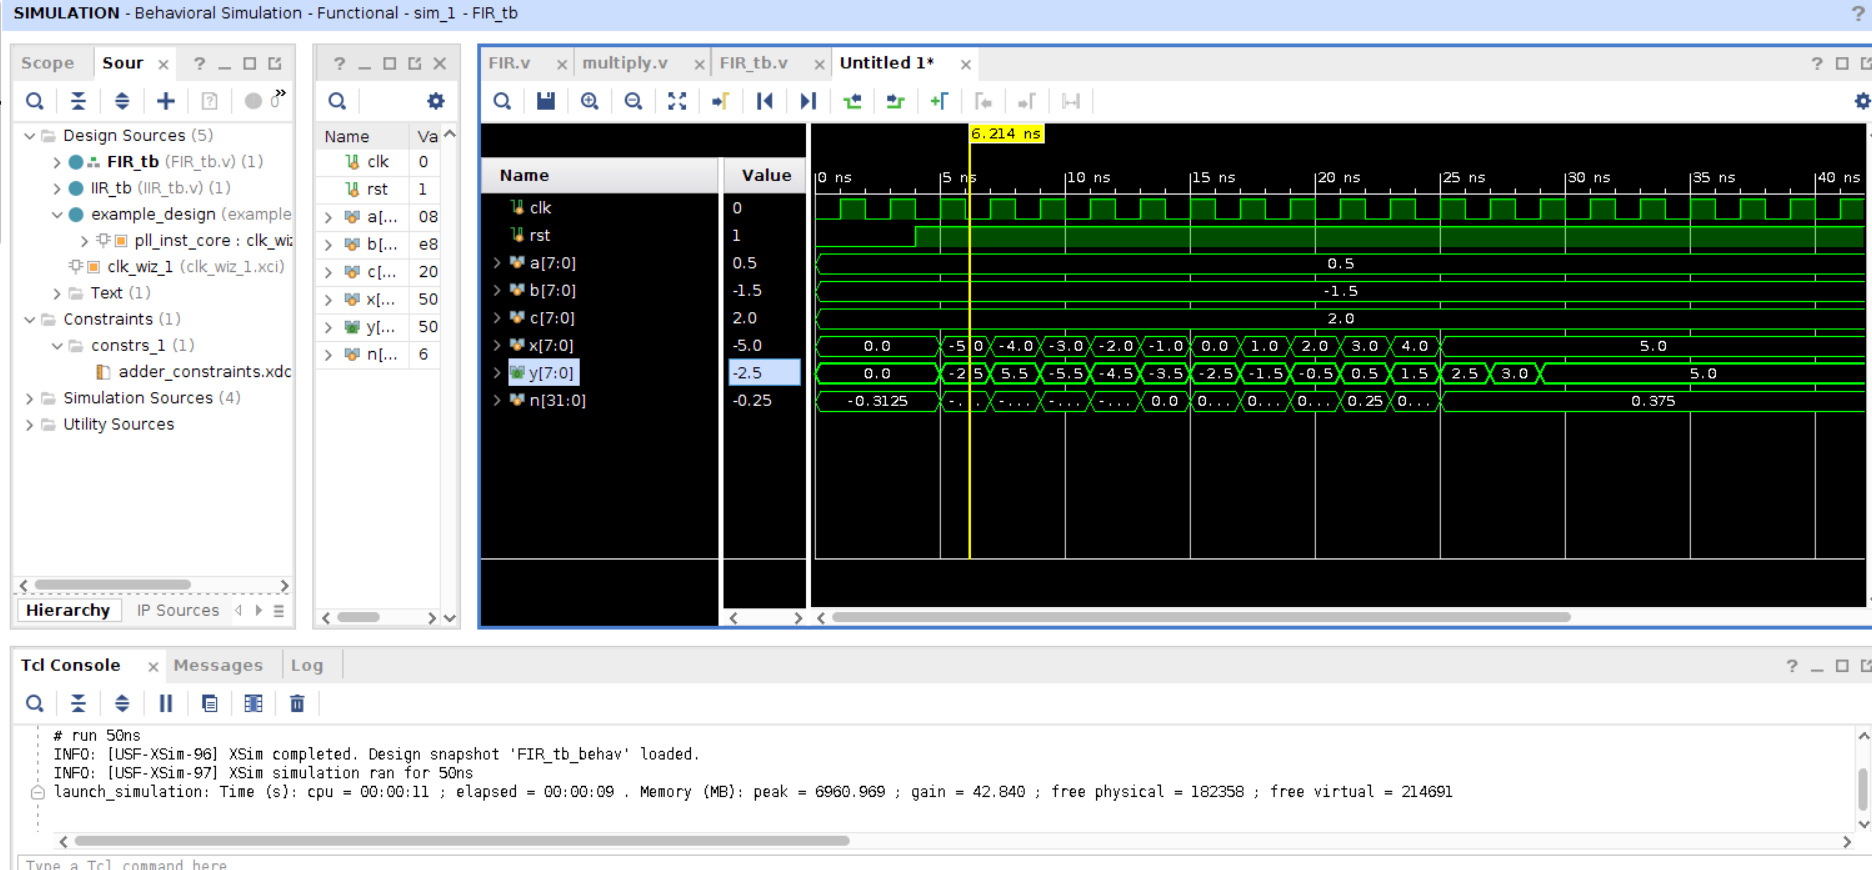 SIMULATION - Behavioral Simulation - Functional - sim_1 - FIR_tb ?
Scope Sour × ? _
Design Sources (5)
FIR_tb (FIR_tb.v) (1)
IIR_tb (IIR_tb.v) (1)
example_design (example
pll_inst_core : clk_wiz
clk_wiz_1 (clk_wiz_1.xci)
Text (1)
Constraints (1)
constrs_1 (1)
adder_constraints.xdc
Simulation Sources (4)
Utility Sources
Hierarchy IP Sources
Name Va
clk 0
rst 1
a[... 08
b[... e8
c[... 20
x[... 50
y[... 50
n[... 6
FIR.v × multiply.v × FIR_tb.v × Untitled 1* ×
6.214 ns
Name Value 0 ns 5 ns 10 ns 15 ns 20 ns 25 ns 30 ns 35 ns 40 ns
clk 0
rst 1
a[7:0] 0.5 0.5
b[7:0] -1.5 -1.5
c[7:0] 2.0 2.0
x[7:0] -5.0 0.0 -5.0 -4.0 -3.0 -2.0 -1.0 0.0 1.0 2.0 3.0 4.0 5.0
y[7:0] -2.5 0.0 -2.5 5.5 -5.5 -4.5 -3.5 -2.5 -1.5 -0.5 0.5 1.5 2.5 3.0 5.0
n[31:0] -0.25 -0.3125 -... -... -... -... 0.0 0... 0... 0... 0.25 0... 0.375
Tcl Console × Messages Log
# run 50ns
INFO: [USF-XSim-96] XSim completed. Design snapshot 'FIR_tb_behav' loaded.
INFO: [USF-XSim-97] XSim simulation ran for 50ns
launch_simulation: Time (s): cpu = 00:00:11 ; elapsed = 00:00:09 . Memory (MB): peak = 6960.969 ; gain = 42.840 ; free physical = 182358 ; free virtual = 214691
Type a Tcl command here